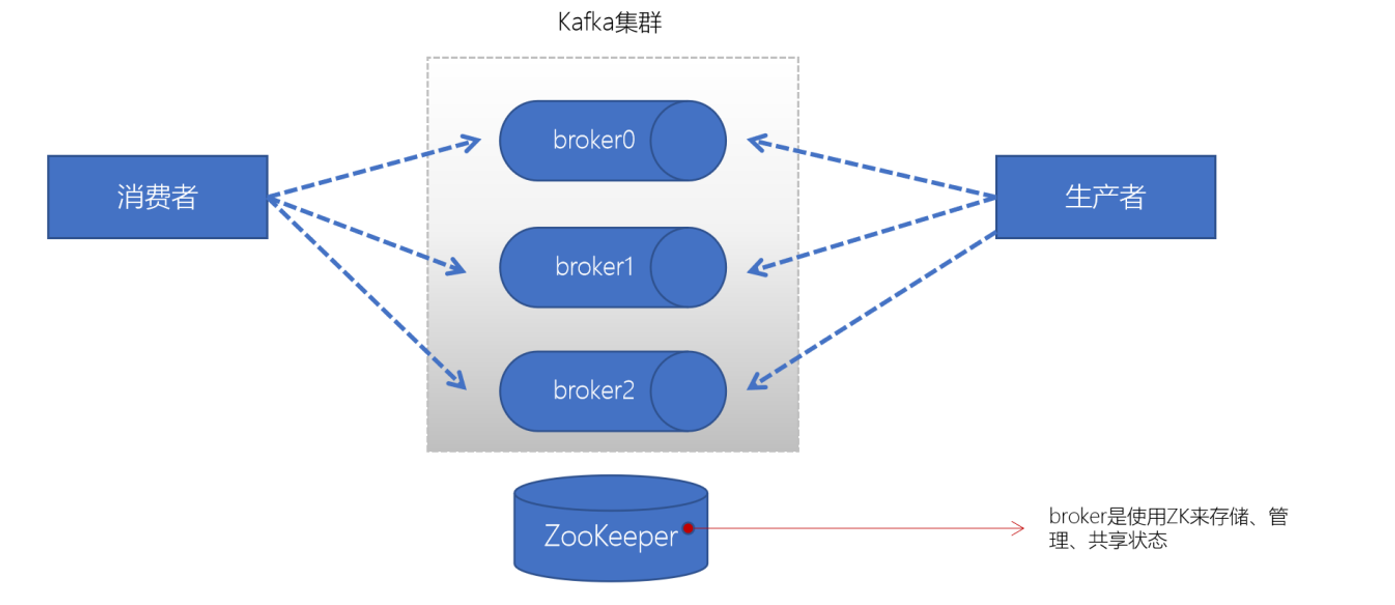 Kafka集群
broker0
消费者
生产者
broker1
broker2
ZooKeeper
broker是使用ZK来存储、管
理、共享状态